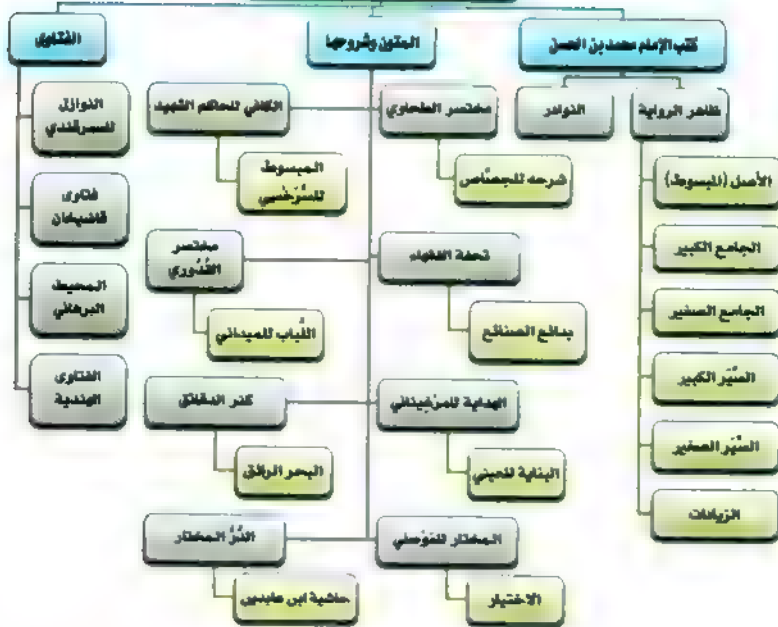 كتب الإمام محمد بن الحسن
المتون وشروحها
الفتاوى
ظاهر الرواية
النوادر
الأصل (المبسوط)
الجامع الكبير
الجامع الصغير
السِّيَر الكبير
السِّيَر الصغير
الزيادات
مختصر الطحاوي
شرحه للجصَّاص
الكافي للحاكم الشهيد
المبسوط
للسَّرَخْسي
تحفة الفقهاء
بدائع الصنائع
مختصر
القُدُوري
اللُّباب للميداني
الهداية للمَرْغِيناني
البناية للعيني
كنز الدقائق
البحر الرائق
المختار للمَوْصلي
الاختيار
الدُّرُّ المختار
حاشية ابن عابدين
النوازل
للسمرقندي
فتاوى
قاضيخان
المحيط
البرهاني
الفتاوى
الهندية